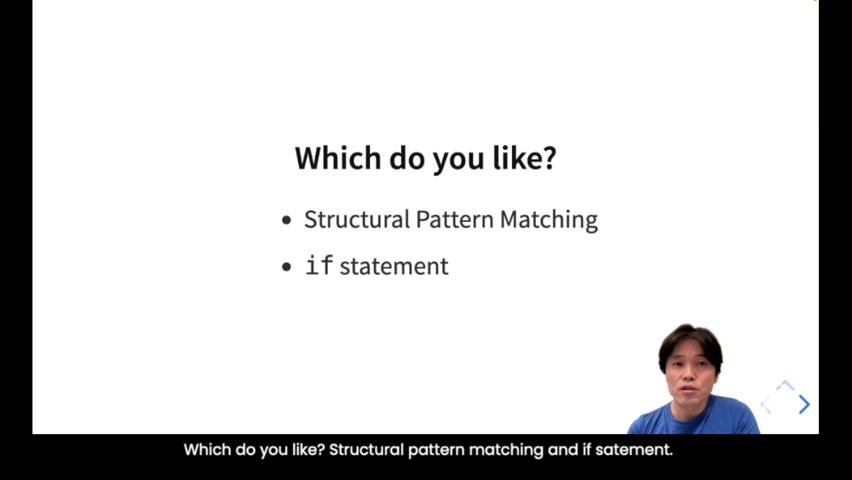 Which do you like?
• Structural Pattern Matching
• if statement
Which do you like? Structural pattern matching and if satement.